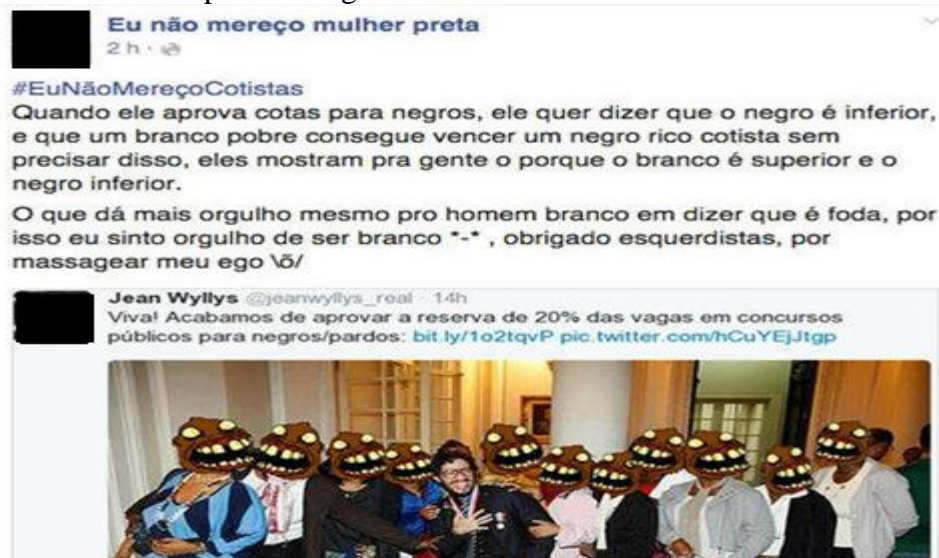 Eu não mereço mulher preta
2 h ·
#EuNãoMereçoCotistas
Quando ele aprova cotas para negros, ele quer dizer que o negro é inferior,
e que um branco pobre consegue vencer um negro rico cotista sem
precisar disso, eles mostram pra gente o porque o branco é superior e o
negro inferior.
O que dá mais orgulho mesmo pro homem branco em dizer que é foda, por
isso eu sinto orgulho de ser branco *-* , obrigado esquerdistas, por
massagear meu ego \õ/
Jean Wyllys @jeanwyllys_real · 14h
Viva! Acabamos de aprovar a reserva de 20% das vagas em concursos
públicos para negros/pardos: bit.ly/1o2tqvP pic.twitter.com/hCuYEjJtgp